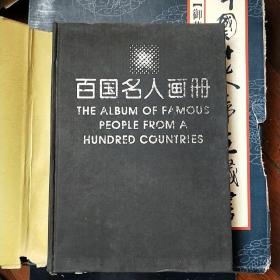 百国名人画册
THE ALBUM OF FAMOUS
PEOPLE FROM A
HUNDRED COUNTRIES